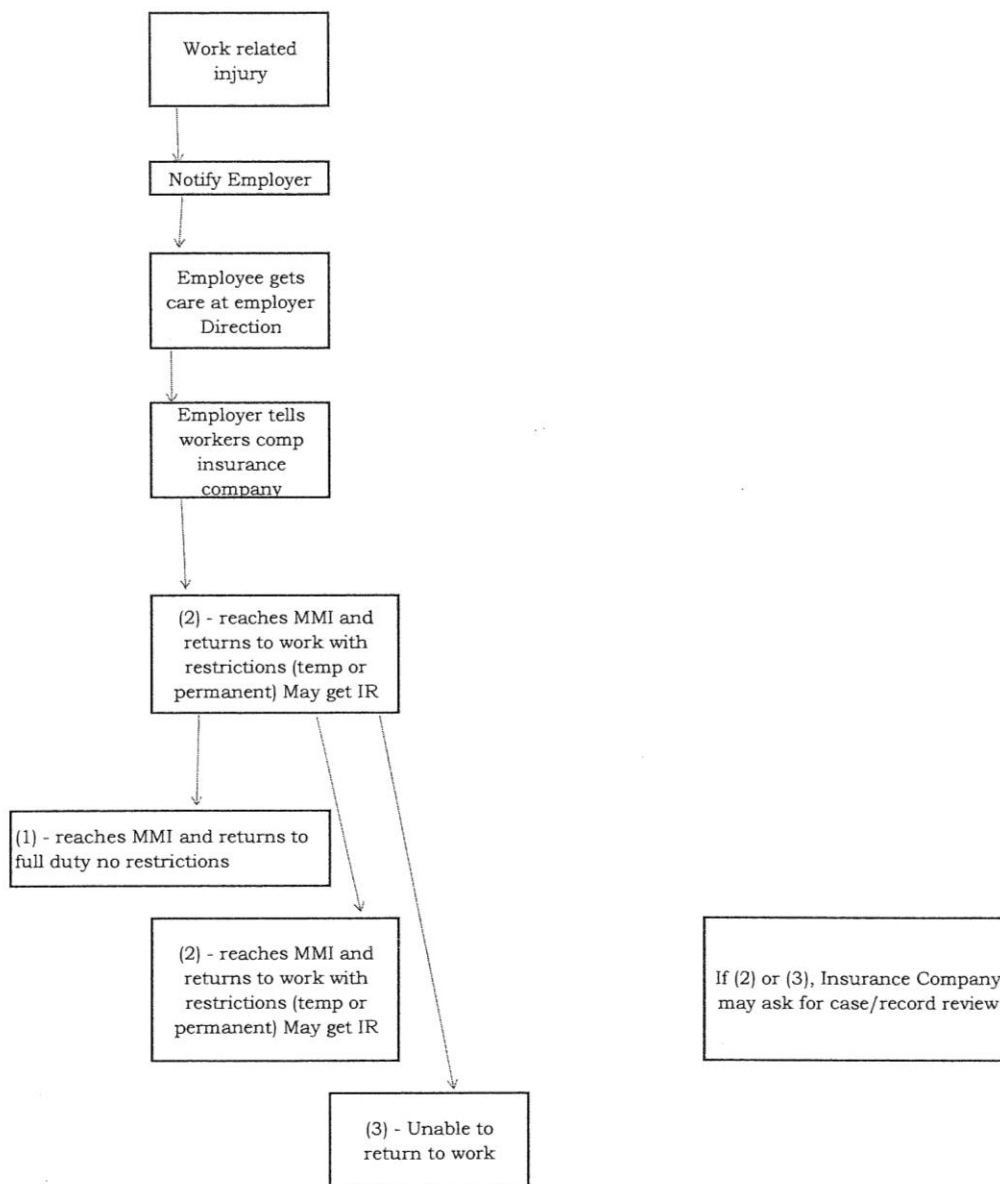 Work related
injury
Notify Employer
Employee gets
care at employer
Direction
Employer tells
workers comp
insurance
company
(2) - reaches MMI and
returns to work with
restrictions (temp or
permanent) May get IR
(1) - reaches MMI and returns to
full duty no restrictions
(2) - reaches MMI and
returns to work with
restrictions (temp or
permanent) May get IR
If (2) or (3), Insurance Company
may ask for case/record review
(3) - Unable to
return to work